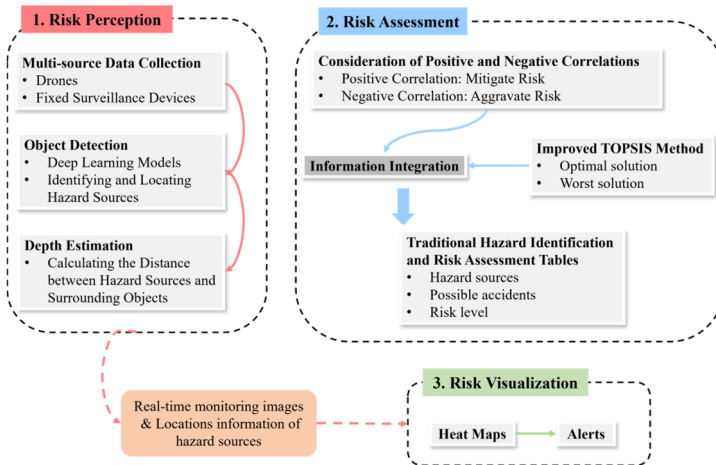 1. Risk Perception
Multi-source Data Collection
• Drones
• Fixed Surveillance Devices
Object Detection
• Deep Learning Models
• Identifying and Locating
Hazard Sources
Depth Estimation
• Calculating the Distance
between Hazard Sources and
Surrounding Objects
2. Risk Assessment
Consideration of Positive and Negative Correlations
• Positive Correlation: Mitigate Risk
• Negative Correlation: Aggravate Risk
Information Integration
Improved TOPSIS Method
• Optimal solution
• Worst solution
Traditional Hazard Identification
and Risk Assessment Tables
• Hazard sources
• Possible accidents
• Risk level
Real-time monitoring images
& Locations information of
hazard sources
3. Risk Visualization
Heat Maps
Alerts